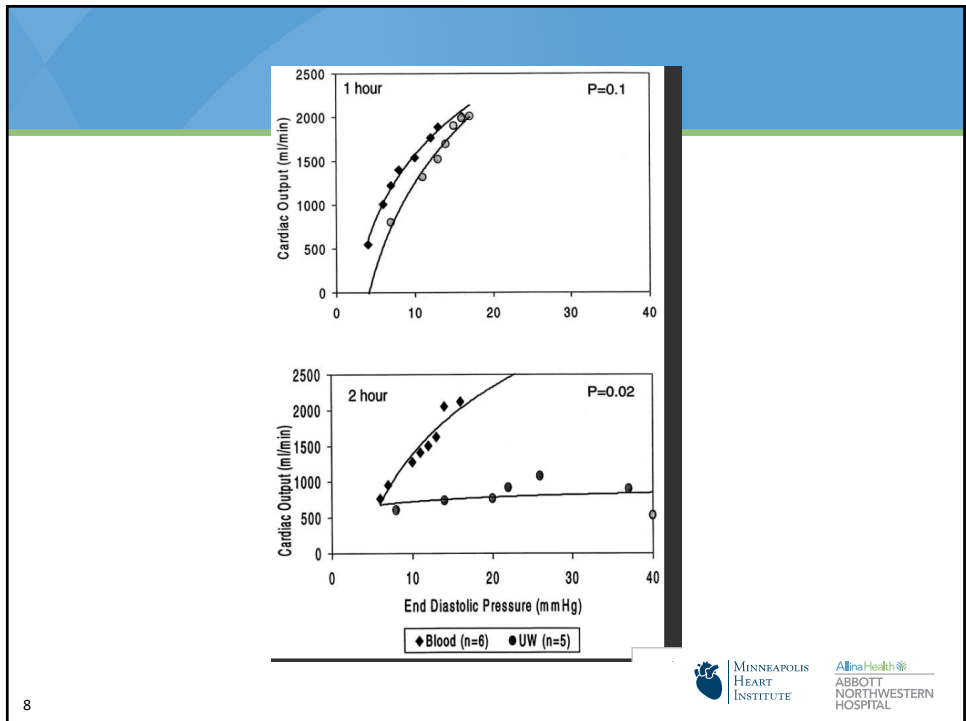 1 hour P=0.1
Cardiac Output (ml/min)
2500
2000
1500
1000
500
0
0 10 20 30 40
2 hour P=0.02
Cardiac Output (ml/min)
2500
2000
1500
1000
500
0
0 10 20 30 40
End Diastolic Pressure (mmHg)
Blood (n=6) UW (n=5)
MINNEAPOLIS
HEART
INSTITUTE
Allina Health
ABBOTT
NORTHWESTERN
HOSPITAL
8